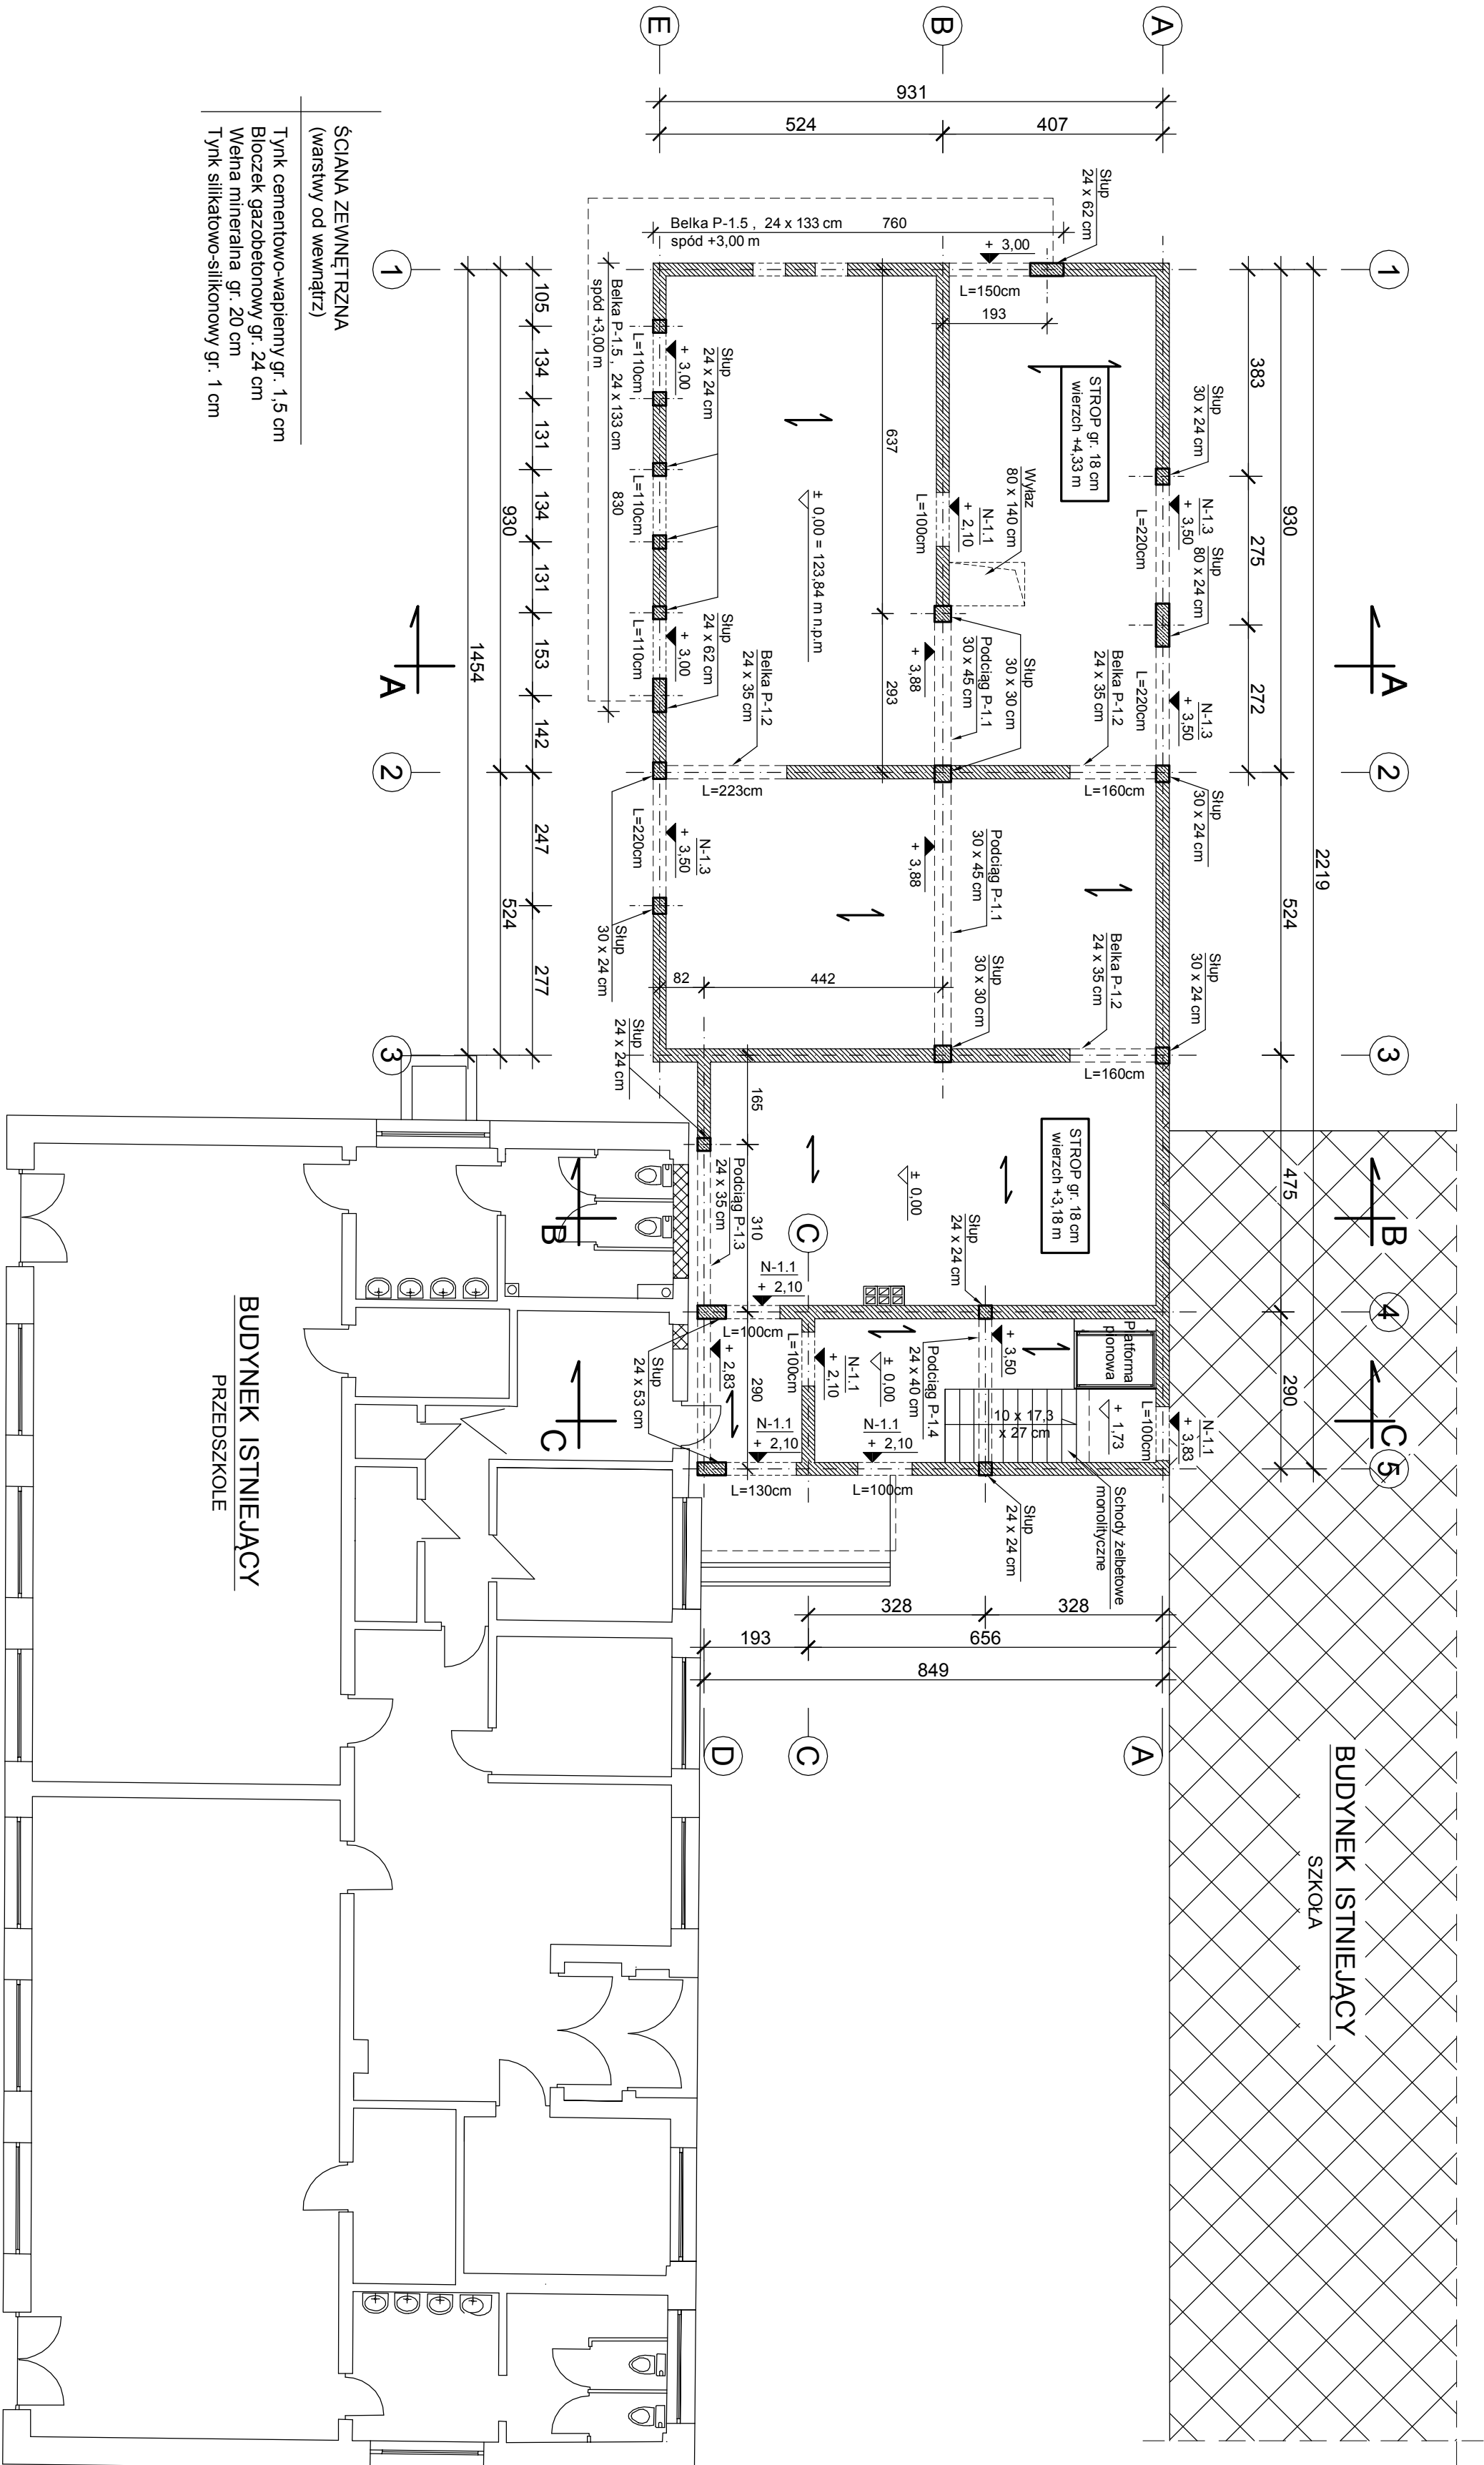 E
B
A
931
524
407
ŚCIANA ZEWNĘTRZNA
(warstwy od wewnątrz)
Tynk cementowo-wapienny gr. 1,5 cm
Bloczek gazobetonowy gr. 24 cm
Wełna mineralna gr. 20 cm
Tynk silikatowo-silikonowy gr. 1 cm
1
2
3
4
5
2219
930
524
475
290
383
275
272
Słup
24 x 62 cm
Belka P-1.5 , 24 x 133 cm
760
spód +3,00 m
+ 3,00
L=150cm
193
Słup
30 x 24 cm
N-1.3
+ 3,50
L=220cm
Słup
80 x 24 cm
N-1.3
+ 3,50
L=220cm
Belka P-1.2
24 x 35 cm
Słup
30 x 24 cm
STROP gr. 18 cm
wierzch +4,33 m
Wyłaz
80 x 140 cm
N-1.1
+ 2,10
L=100cm
637
293
Słup
30 x 30 cm
Podciąg P-1.1
30 x 45 cm
+ 3,88
L=160cm
± 0,00 = 123,84 m n.p.m
Słup
24 x 24 cm
+ 3,00
L=110cm
L=110cm
+ 3,00
L=110cm
Słup
24 x 62 cm
Belka P-1.2
24 x 35 cm
L=223cm
Belka P-1.5 , 24 x 133 cm
830
spód +3,00 m
1
105
134
131
134
131
153
142
247
277
930
524
1454
2
3
A
A
Podciąg P-1.1
30 x 45 cm
+ 3,88
Belka P-1.2
24 x 35 cm
Słup
30 x 30 cm
Słup
30 x 24 cm
L=160cm
N-1.3
+ 3,50
L=220cm
Słup
30 x 24 cm
82
442
Słup
24 x 24 cm
165
310
290
Podciąg P-1.3
24 x 35 cm
STROP gr. 18 cm
wierzch +3,18 m
± 0,00
Słup
24 x 24 cm
B
B
C
C
C
N-1.1
+ 2,10
L=100cm
L=100cm
N-1.1
+ 2,10
± 0,00
Podciąg P-1.4
24 x 40 cm
+ 3,50
Platforma
pionowa
10 x 17,3
x 27 cm
+ 1,73
L=100cm
N-1.1
+ 3,83
+ 2,83
Słup
24 x 53 cm
N-1.1
+ 2,10
L=130cm
N-1.1
+ 2,10
L=100cm
Słup
24 x 24 cm
Schody żelbetowe
monolityczne
328
328
193
656
849
D
C
A
BUDYNEK ISTNIEJĄCY
PRZEDSZKOLE
BUDYNEK ISTNIEJĄCY
SZKOŁA